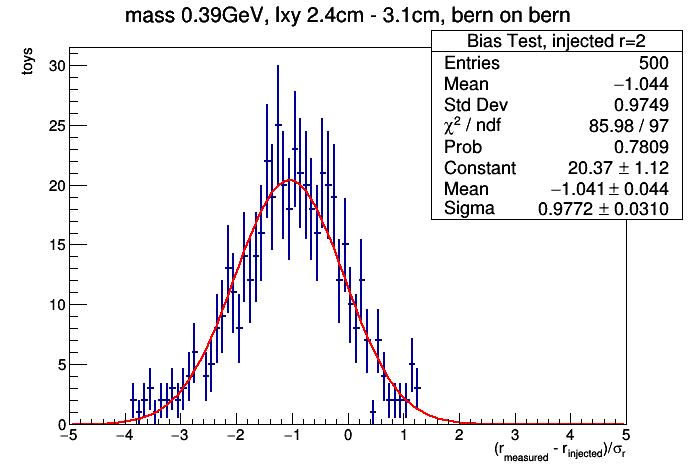 mass 0.39GeV, lxy 2.4cm - 3.1cm, bern on bern
Bias Test, injected r=2
Entries 500
Mean −1.044
Std Dev 0.9749
χ² / ndf 85.98 / 97
Prob 0.7809
Constant 20.37 ± 1.12
Mean −1.041 ± 0.044
Sigma 0.9772 ± 0.0310
toys
30
25
20
15
10
5
0
−5 −4 −3 −2 −1 0 1 2 3 4 5
(r_measured - r_injected)/σ_r